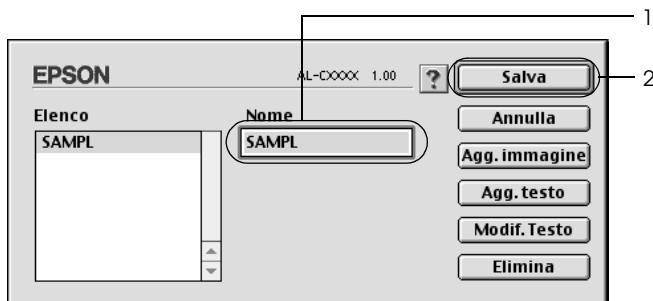 1
EPSON
AL-CXXXX 1.00
?
Salva
2
Elenco
Nome
Annulla
SAMPL
SAMPL
Agg. immagine
Agg. testo
Modif. Testo
Elimina